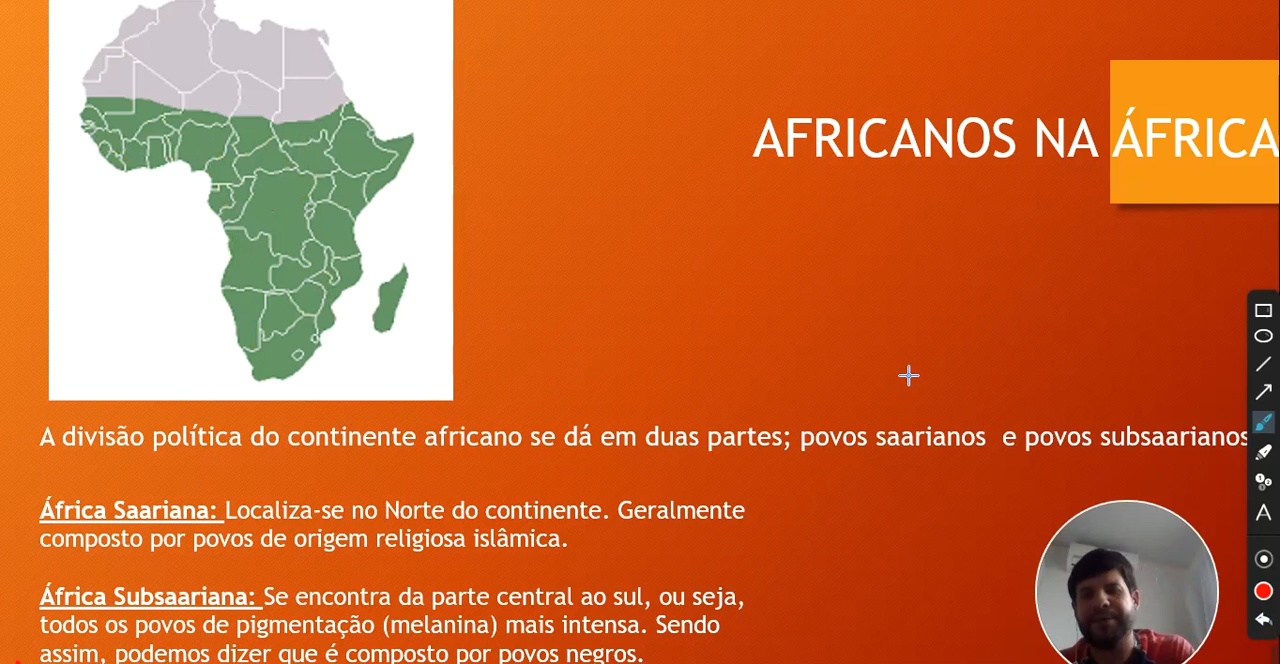 AFRICANOS NA ÁFRICA
A divisão política do continente africano se dá em duas partes; povos saarianos e povos subsaarianos
África Saariana: Localiza-se no Norte do continente. Geralmente
composto por povos de origem religiosa islâmica.
África Subsaariana: Se encontra da parte central ao sul, ou seja,
todos os povos de pigmentação (melanina) mais intensa. Sendo
assim, podemos dizer que é composto por povos negros.